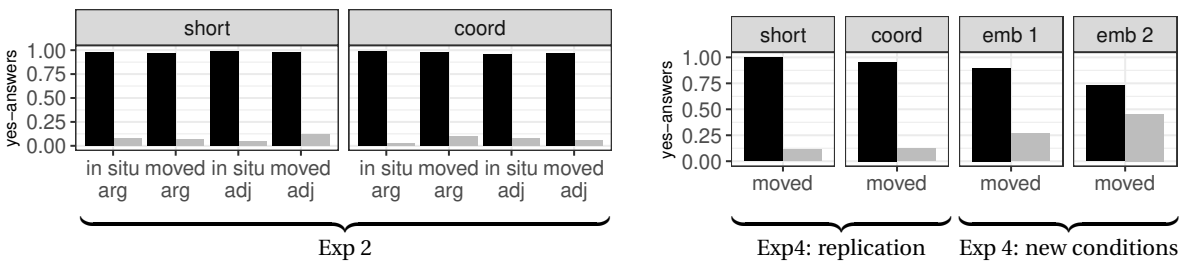 short coord
yes−answers
1.00
0.75
0.50
0.25
0.00
in situ moved in situ moved in situ moved in situ moved
arg arg adj adj arg arg adj adj
Exp 2
short coord emb 1 emb 2
yes−answers
1.00
0.75
0.50
0.25
0.00
moved moved moved moved
Exp4: replication Exp 4: new conditions